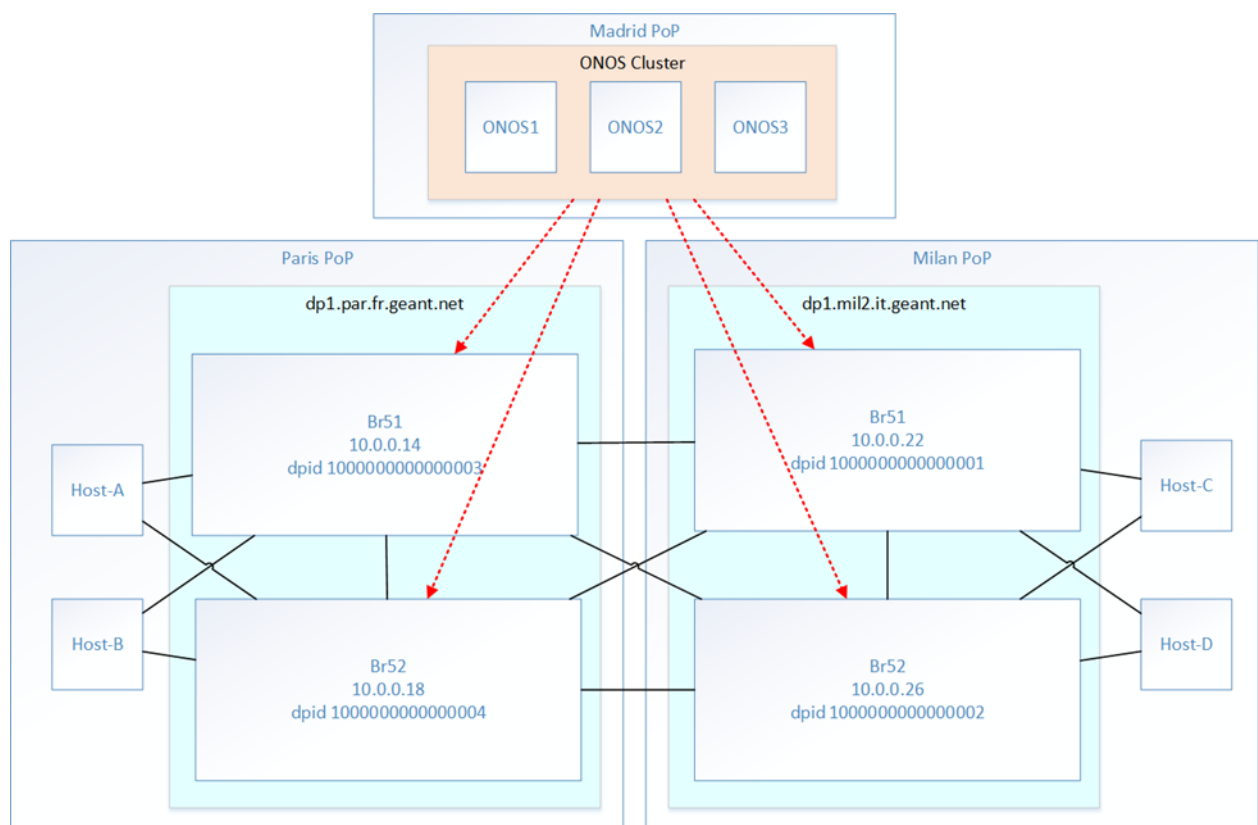 Madrid PoP
ONOS Cluster
ONOS1
ONOS2
ONOS3
Paris PoP
dp1.par.fr.geant.net
Br51
10.0.0.14
dpid 1000000000000003
Host-A
Host-B
Br52
10.0.0.18
dpid 1000000000000004
Milan PoP
dp1.mil2.it.geant.net
Br51
10.0.0.22
dpid 1000000000000001
Host-C
Host-D
Br52
10.0.0.26
dpid 1000000000000002